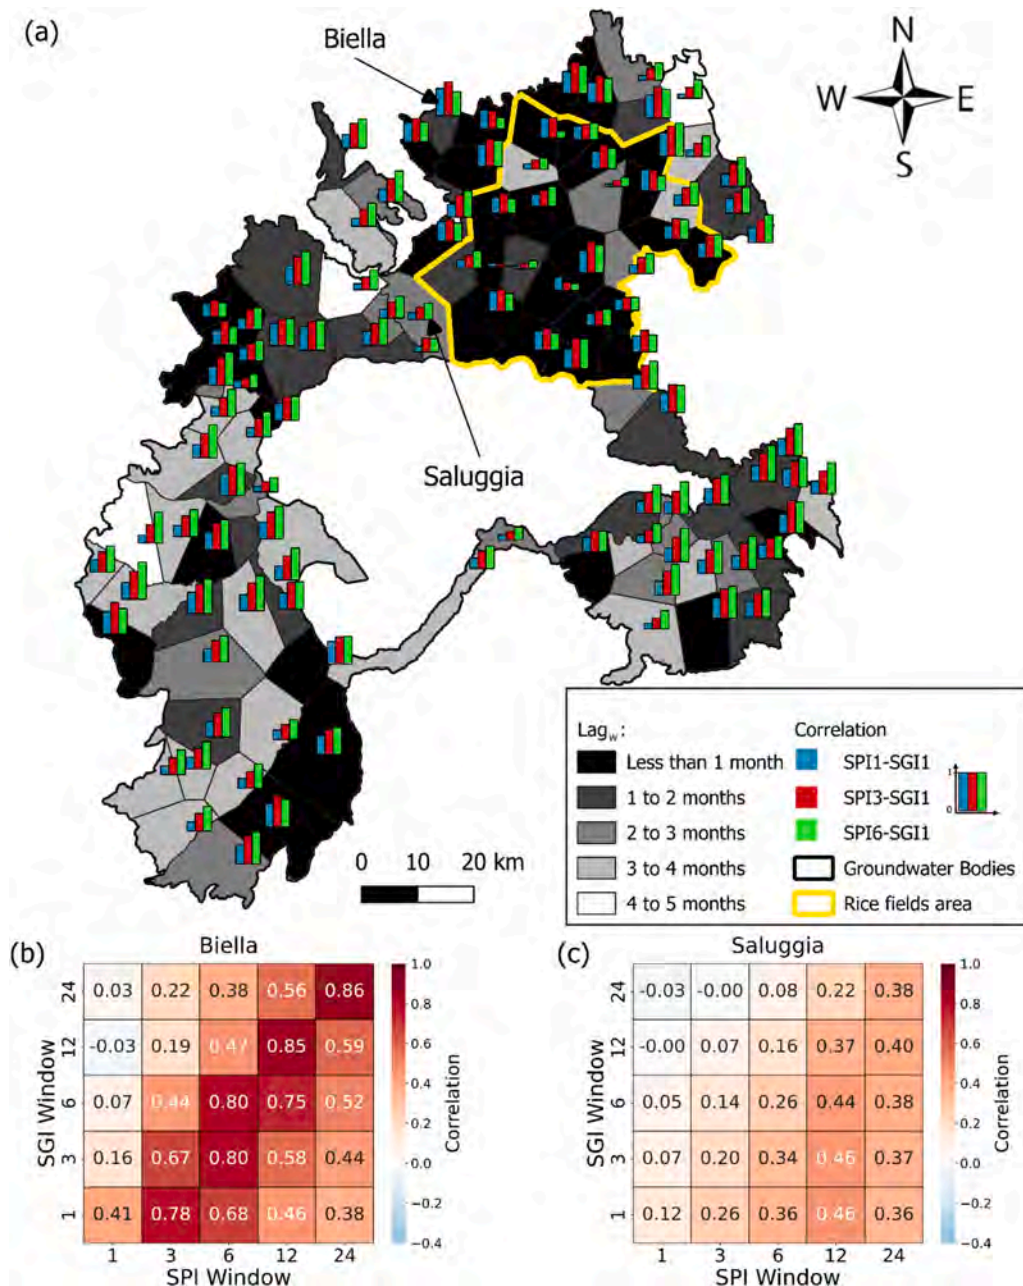 (a)
Biella
N
W E
S
Saluggia
Lag_w :
Less than 1 month
1 to 2 months
2 to 3 months
3 to 4 months
4 to 5 months
Correlation
SPI1-SGI1
SPI3-SGI1
SPI6-SGI1
1
0
Groundwater Bodies
Rice fields area
0 10 20 km
(b) Biella
SGI Window
24 0.03 0.22 0.38 0.56 0.86
12 -0.03 0.19 0.47 0.85 0.59
6 0.07 0.44 0.80 0.75 0.52
3 0.16 0.67 0.80 0.58 0.44
1 0.41 0.78 0.68 0.46 0.38
1 3 6 12 24
SPI Window
1.0
0.8
0.6
0.4
0.2
0.0
-0.2
-0.4
Correlation
(c) Saluggia
SGI Window
24 -0.03 -0.00 0.08 0.22 0.38
12 -0.00 0.07 0.16 0.37 0.40
6 0.05 0.14 0.26 0.44 0.38
3 0.07 0.20 0.34 0.46 0.37
1 0.12 0.26 0.36 0.46 0.36
1 3 6 12 24
SPI Window
1.0
0.8
0.6
0.4
0.2
0.0
-0.2
-0.4
Correlation